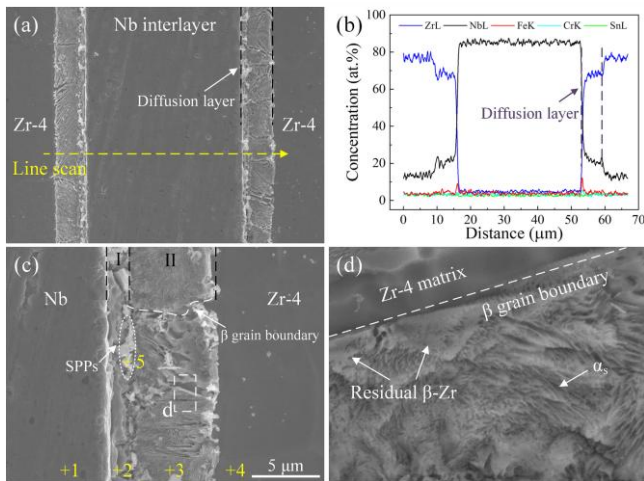 (a)
Nb interlayer
Diffusion layer
Zr-4
Zr-4
Line scan
(b)
ZrL
NbL
FeK
CrK
SnL
Concentration (at.%)
100
80
60
40
20
0
Diffusion
layer
0
10
20
30
40
50
60
70
Distance (μm)
(c)
I
II
Nb
Zr-4
SPPs
5
β grain boundary
d
+1
+2
+3
+4
5 μm
(d)
Zr-4 matrix
β grain boundary
αs
Residual β-Zr